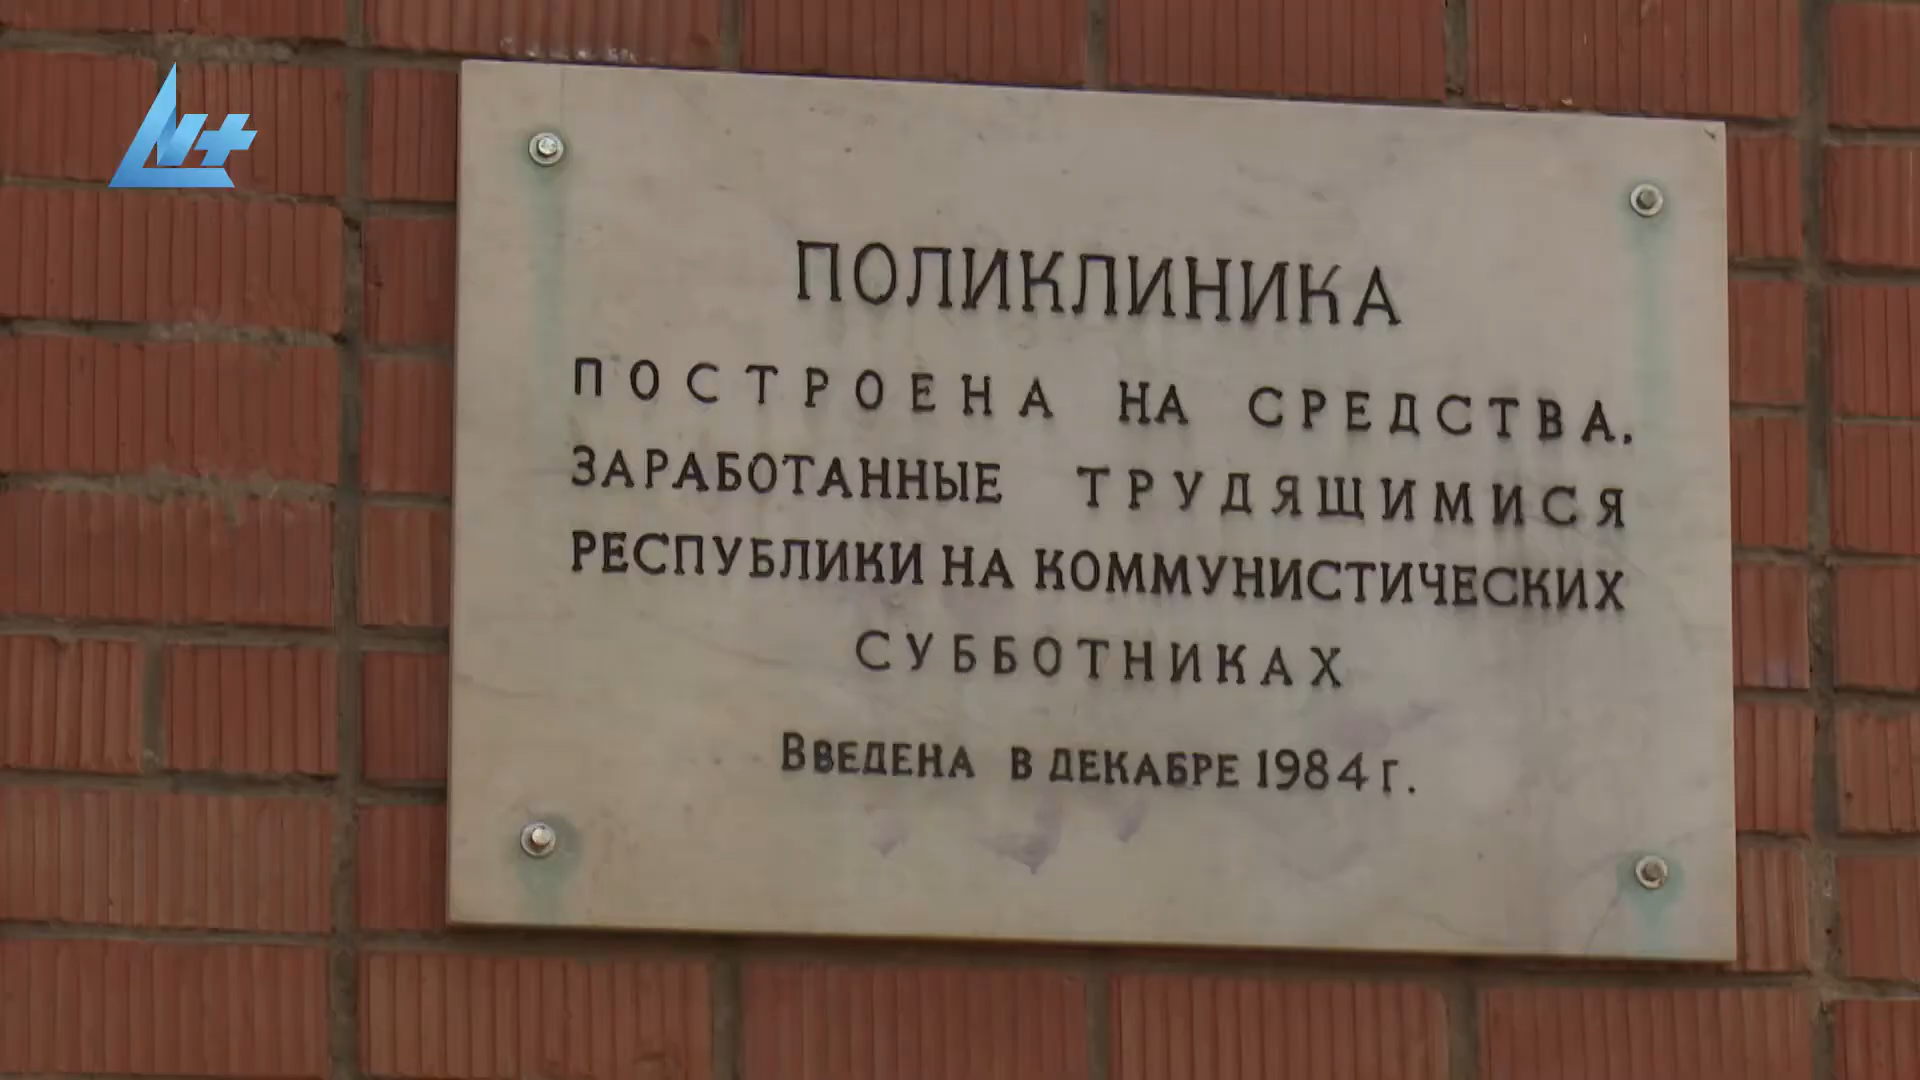 ПОЛИКЛИНИКА
ПОСТРОЕНА НА СРЕДСТВА,
ЗАРАБОТАННЫЕ ТРУДЯЩИМИСЯ
РЕСПУБЛИКИ НА КОММУНИСТИЧЕСКИХ
СУББОТНИКАХ
ВВЕДЕНА В ДЕКАБРЕ 1984 Г.